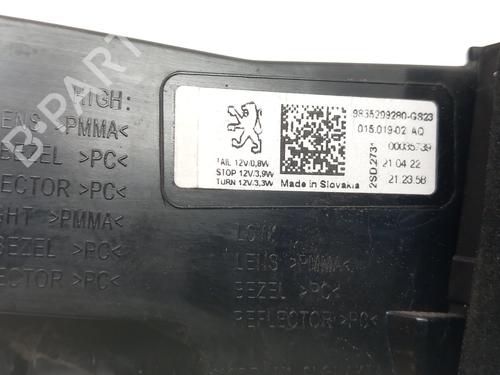 B-PARTS
HIGH:
LENS >PMMA<
BEZEL >PC<
REFLECTOR >PC<
LIGHT >PMMA<
BEZEL >PC<
REFLECTOR >PC<
TAIL 12V/0,8W
STOP 12V/3,9W
TURN 12V/3,3W
Made in Slovakia
2SD.273*
9835299280-GS23
015.019-02 AQ
00035739
21.04.22
21:23:58
LOW:
LENS >PMMA<
BEZEL >PC<
REFLECTOR >PC<